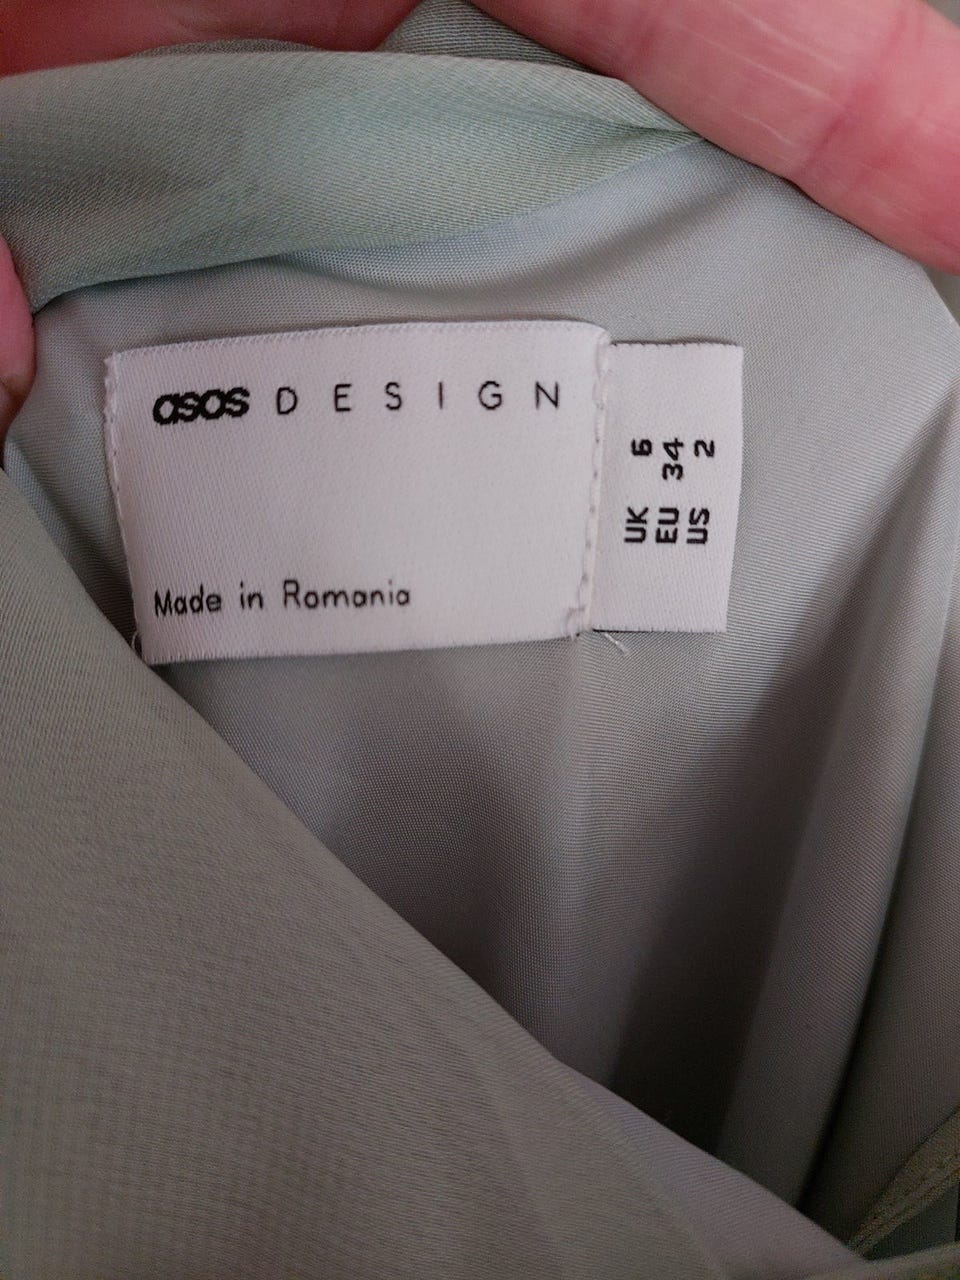 asos DESIGN
Made in Romania
UK 6
EU 34
US 2